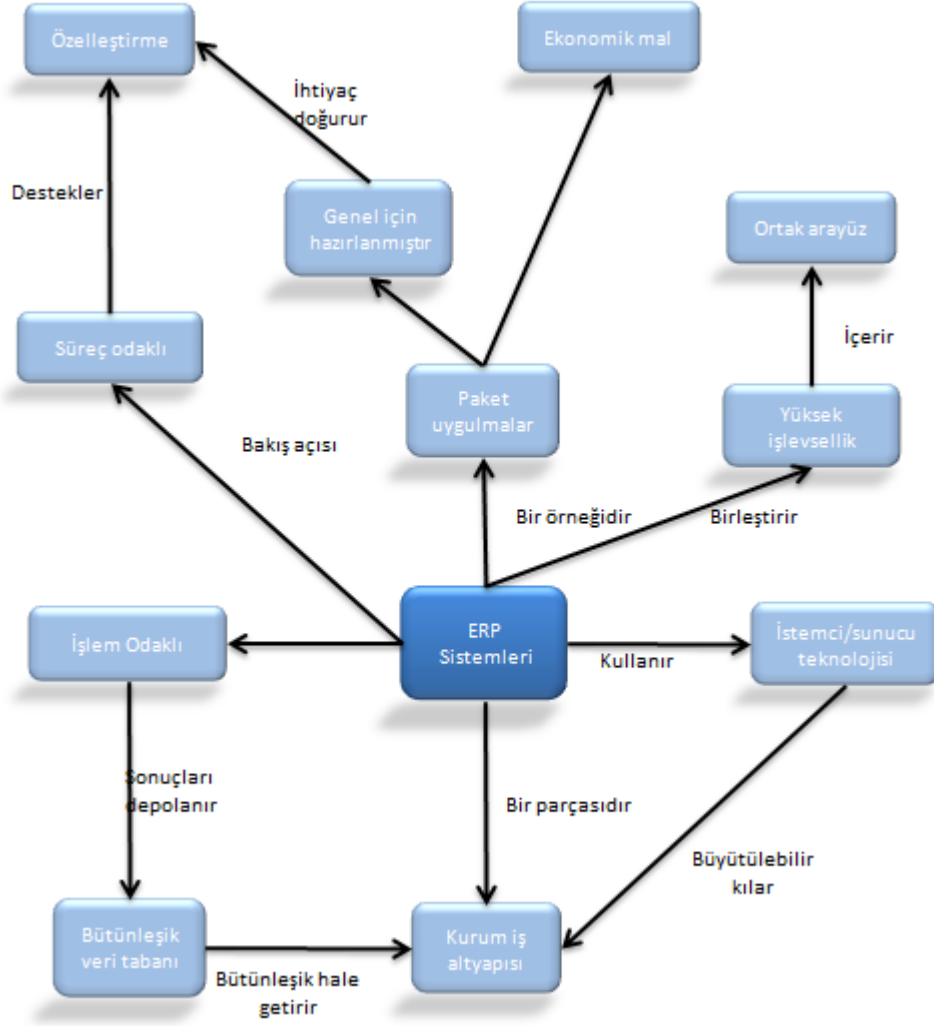 Özelleştirme
Ekonomik mal
İhtiyaç
doğurur
Destekler
Genel için
hazırlanmıştır
Ortak arayüz
Süreç odaklı
İçerir
Paket
uygulmalar
Yüksek
işlevsellik
Bakış açısı
Bir örneğidir
Birleştirir
İşlem Odaklı
ERP
Sistemleri
İstemci/sunucu
teknolojisi
Kullanır
Sonuçları
depolanır
Bir parçasıdır
Büyütülebilir
kılar
Bütünleşik
veri tabanı
Kurum iş
altyapısı
Bütünleşik hale
getirir